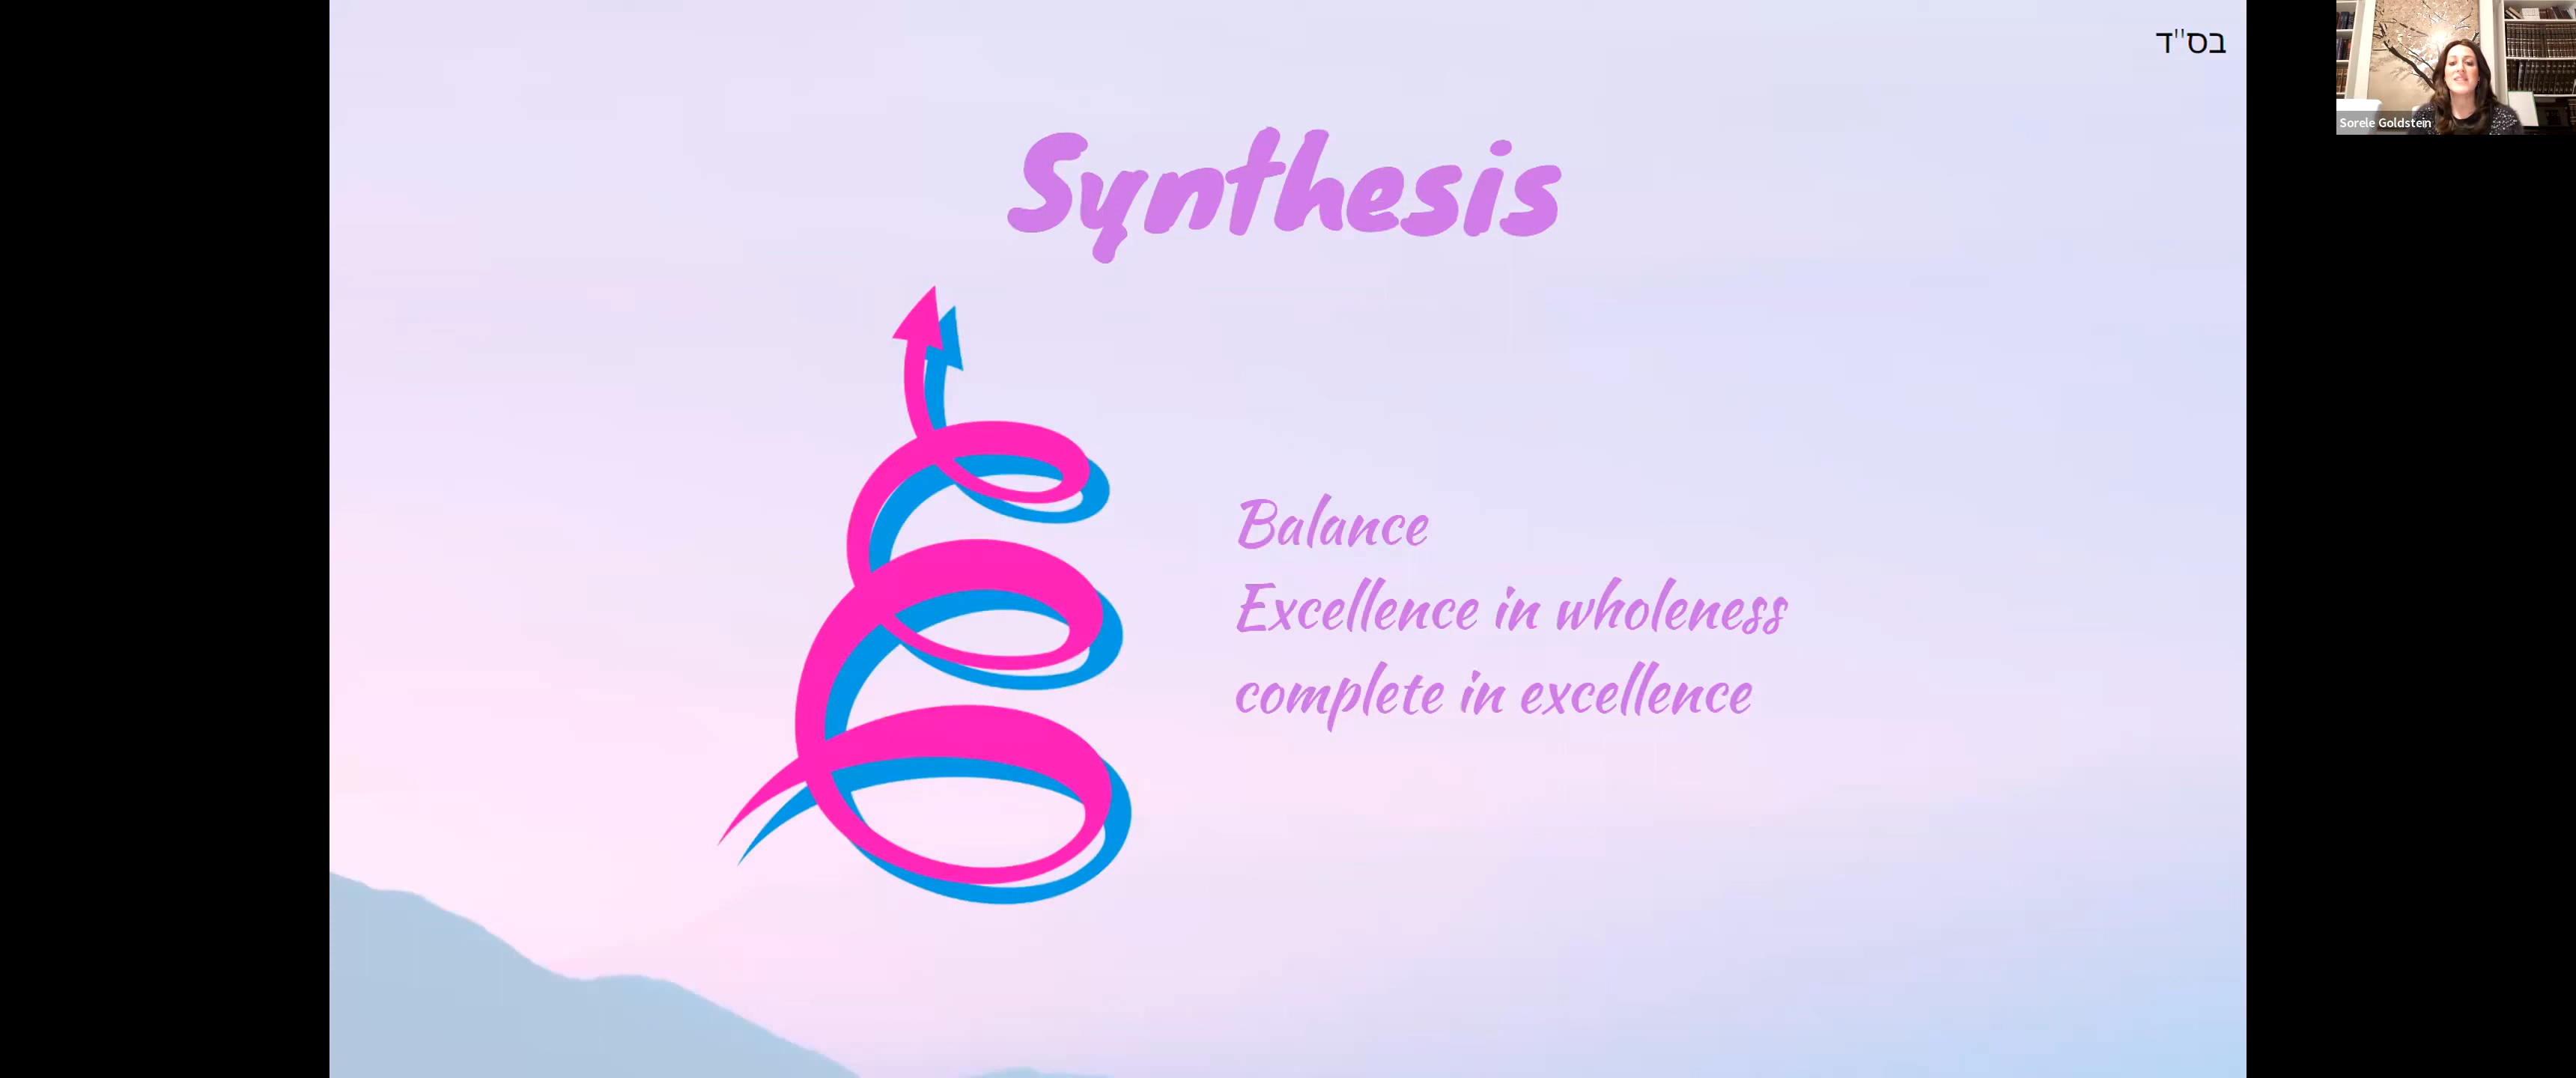 בס"ד
Sorele Goldstein
Synthesis
Balance
Excellence in wholeness
complete in excellence